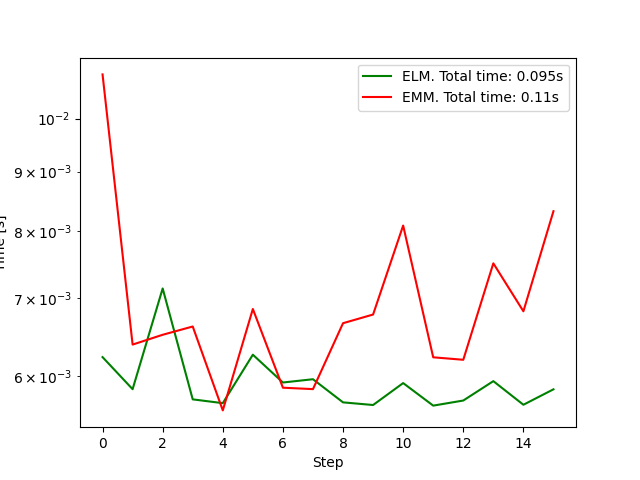 ELM. Total time: 0.095s
EMM. Total time: 0.11s
10⁻²
9 × 10⁻³
8 × 10⁻³
7 × 10⁻³
6 × 10⁻³
Time [s]
0 2 4 6 8 10 12 14
Step